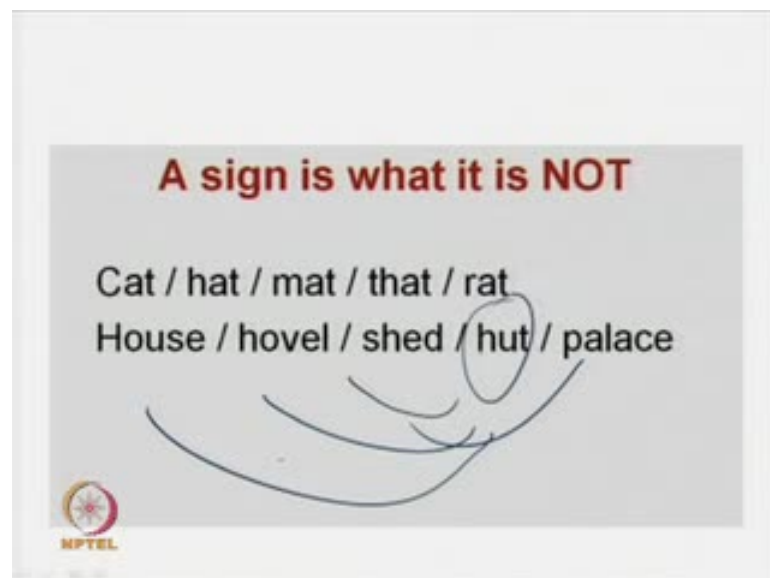 A sign is what it is NOT
Cat / hat / mat / that / rat
House / hovel / shed / hut / palace
NPTEL